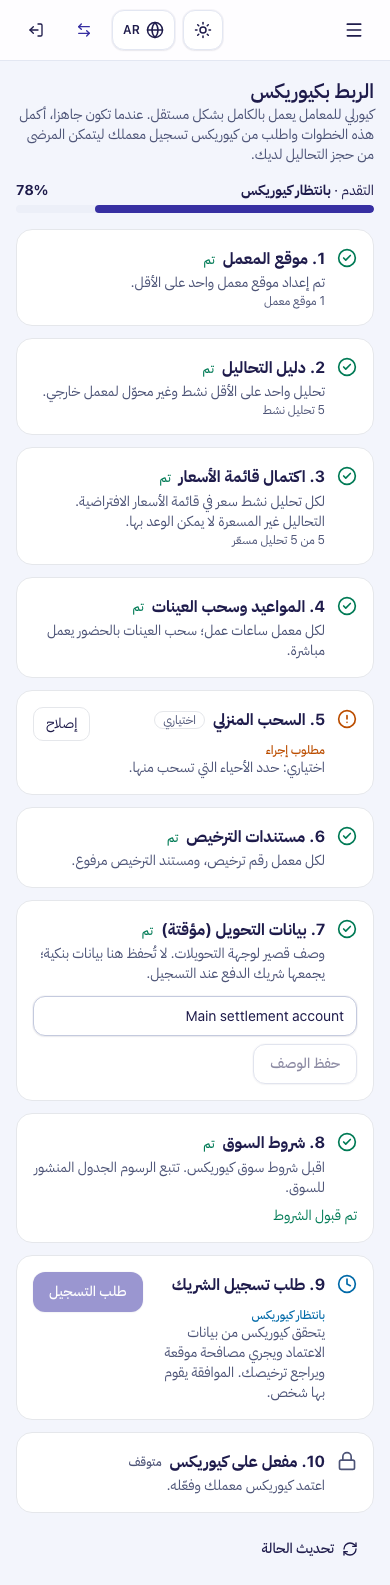 AR
الربط بكيوريكس
كيورلي للمعامل يعمل بالكامل بشكل مستقل. عندما تكون جاهزا، أكمل
هذه الخطوات واطلب من كيوريكس تسجيل معملك ليتمكن المرضى
من حجز التحاليل لديك.
التقدم · بانتظار كيوريكس
78%
1. موقع المعمل تم
تم إعداد موقع معمل واحد على الأقل.
1 موقع معمل
2. دليل التحاليل تم
تحليل واحد على الأقل نشط وغير محوّل لمعمل خارجي.
5 تحليل نشط
3. اكتمال قائمة الأسعار تم
لكل تحليل نشط سعر في قائمة الأسعار الافتراضية.
التحاليل غير المسعرة لا يمكن الوعد بها.
5 من 5 تحليل مسعّر
4. المواعيد وسحب العينات تم
لكل معمل ساعات عمل؛ سحب العينات بالحضور يعمل
مباشرة.
5. السحب المنزلي اختياري
إصلاح
مطلوب إجراء
اختياري: حدد الأحياء التي تسحب منها.
6. مستندات الترخيص تم
لكل معمل رقم ترخيص، ومستند الترخيص مرفوع.
7. بيانات التحويل (مؤقتة) تم
وصف قصير لوجهة التحويلات. لا تُحفظ هنا بيانات بنكية؛
يجمعها شريك الدفع عند التسجيل.
Main settlement account
حفظ الوصف
8. شروط السوق تم
اقبل شروط سوق كيوريكس. تتبع الرسوم الجدول المنشور
للسوق.
تم قبول الشروط
9. طلب تسجيل الشريك
طلب التسجيل
بانتظار كيوريكس
يتحقق كيوريكس من بيانات
الاعتماد ويجري مصافحة موقعة
ويراجع ترخيصك. الموافقة يقوم
بها شخص.
10. مفعل على كيوريكس متوقف
اعتمد كيوريكس معملك وفعّله.
تحديث الحالة